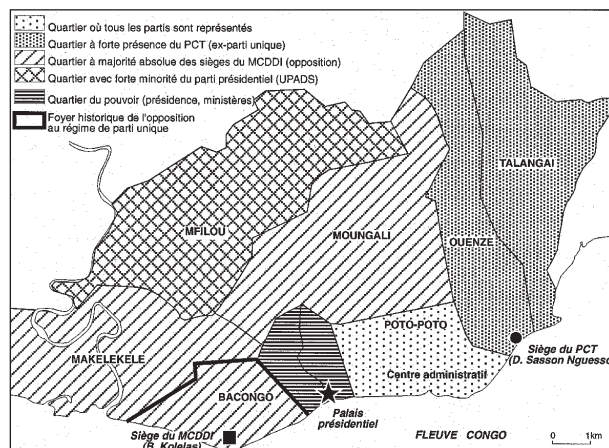 Quartier où tous les partis sont représentés
Quartier à forte présence du PCT (ex-parti unique)
Quartier à majorité absolue des sièges du MCDDI (opposition)
Quartier avec forte minorité du parti présidentiel (UPADS)
Quartier du pouvoir (présidence, ministères)
Foyer historique de l'opposition
au régime de parti unique
TALANGAI
MFILOU
MOUNGALI
OUENZE
POTO-POTO
Siège du PCT
(D. Sasson Nguesso)
MAKELEKELE
Centre administratif
BACONGO
Palais
présidentiel
Siège du MCDDI
(B. Kolelas)
FLEUVE CONGO
0 1km